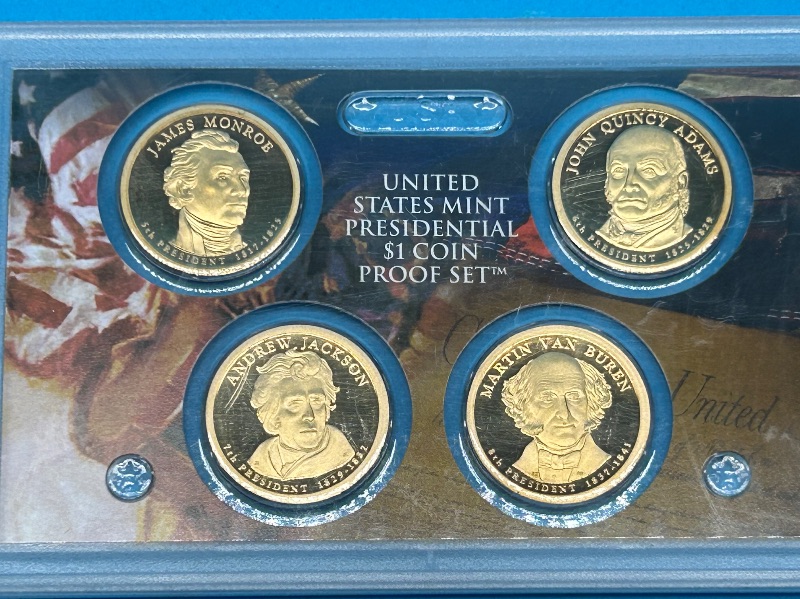 JAMES MONROE
5th PRESIDENT 1817-1825
USA
UNITED
STATES MINT
PRESIDENTIAL
$1 COIN
PROOF SET™
JOHN QUINCY ADAMS
6th PRESIDENT 1825-1829
ANDREW JACKSON
7th PRESIDENT 1829-1837
MARTIN VAN BUREN
8th PRESIDENT 1837-1841
United